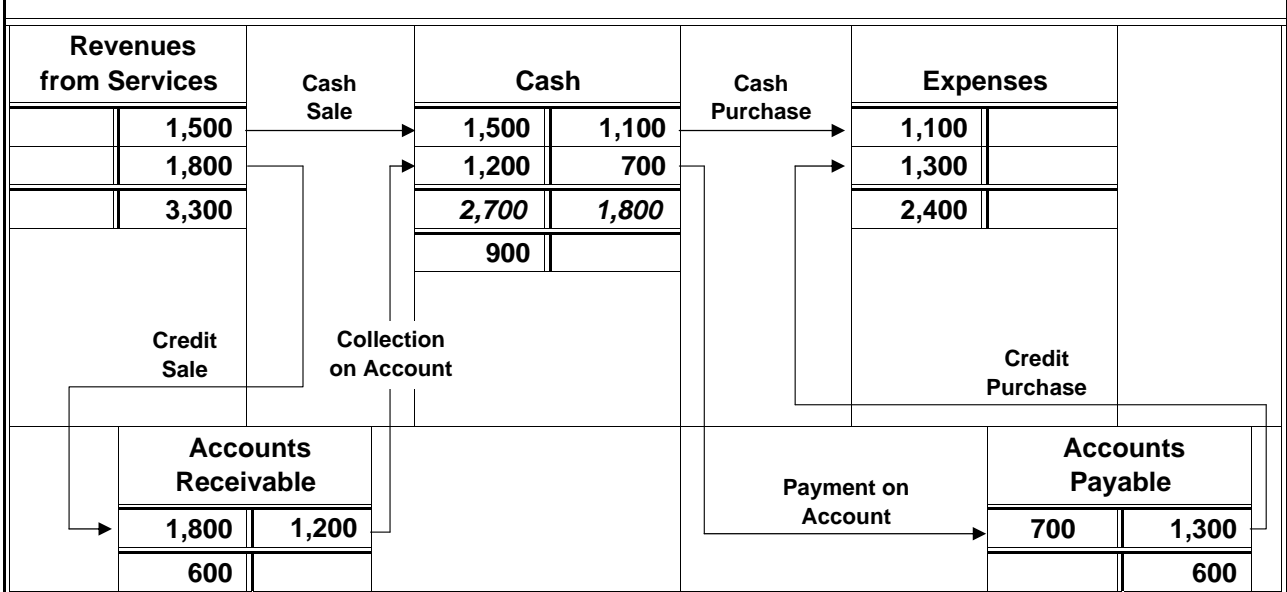 Revenues
from Services
Cash
Sale
Cash
Cash
Purchase
Expenses
1,500
1,500 1,100
1,100
1,800
1,200 700
1,300
3,300
2,700 1,800
2,400
900
Credit
Sale
Collection
on Account
Credit
Purchase
Accounts
Receivable
Payment on
Account
Accounts
Payable
1,800 1,200
700 1,300
600
600